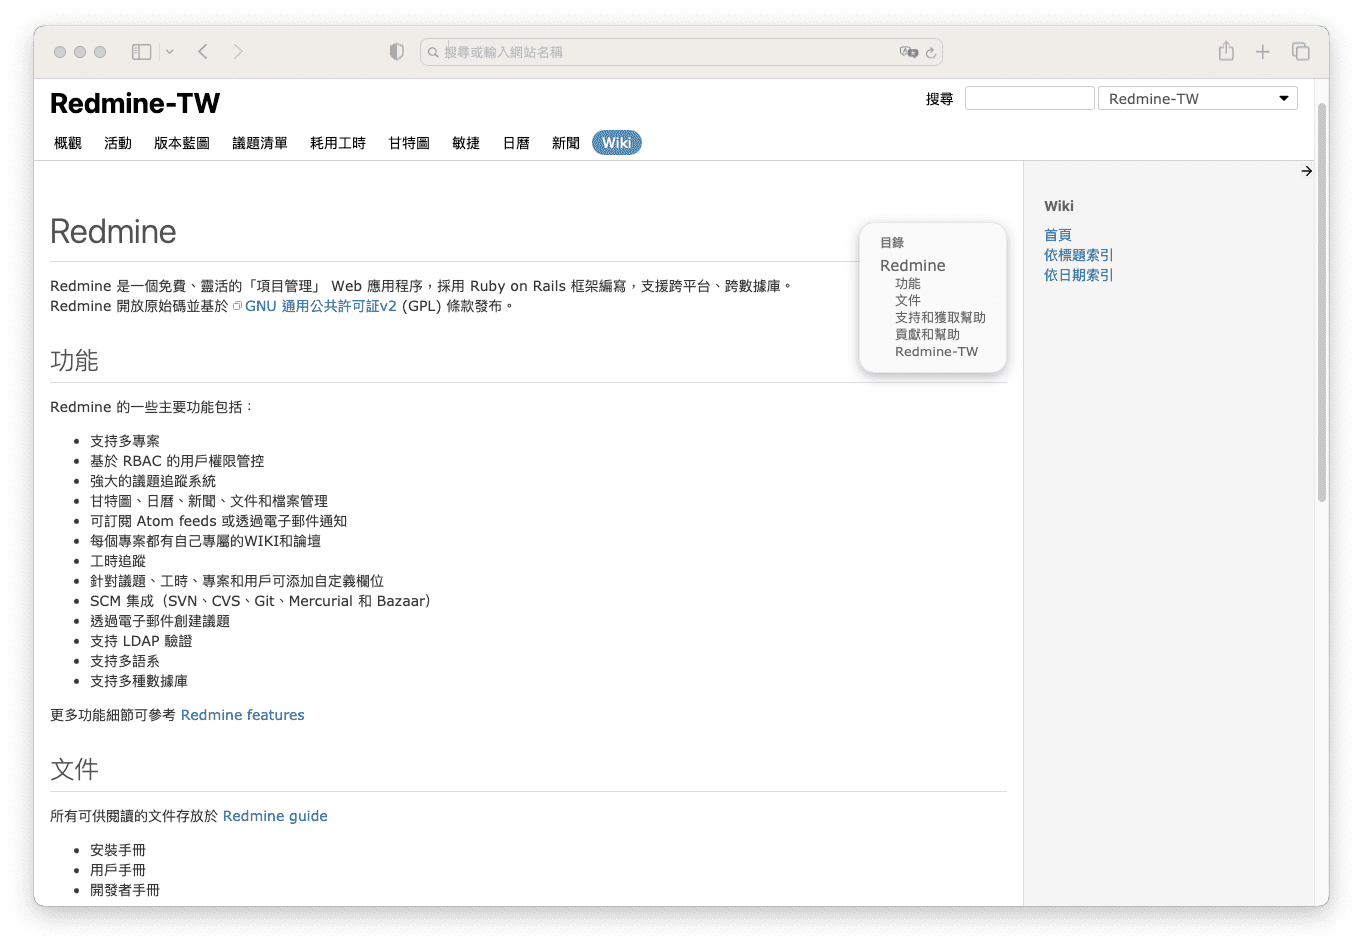 搜尋或輸入網站名稱
Redmine-TW
搜尋
Redmine-TW
概觀 活動 版本藍圖 議題清單 耗用工時 甘特圖 敏捷 日曆 新聞 Wiki
Redmine
Redmine 是一個免費、靈活的「項目管理」 Web 應用程序，採用 Ruby on Rails 框架編寫，支援跨平台、跨數據庫。
Redmine 開放原始碼並基於 GNU 通用公共許可証v2 (GPL) 條款發布。
目錄
Redmine
功能
文件
支持和獲取幫助
貢獻和幫助
Redmine-TW
功能
Redmine 的一些主要功能包括：
• 支持多專案
• 基於 RBAC 的用戶權限管控
• 強大的議題追蹤系統
• 甘特圖、日曆、新聞、文件和檔案管理
• 可訂閱 Atom feeds 或透過電子郵件通知
• 每個專案都有自己專屬的WIKI和論壇
• 工時追蹤
• 針對議題、工時、專案和用戶可添加自定義欄位
• SCM 集成（SVN、CVS、Git、Mercurial 和 Bazaar）
• 透過電子郵件創建議題
• 支持 LDAP 驗證
• 支持多語系
• 支持多種數據庫
更多功能細節可參考 Redmine features
文件
所有可供閱讀的文件存放於 Redmine guide
• 安裝手冊
• 用戶手冊
• 開發者手冊
Wiki
首頁
依標題索引
依日期索引